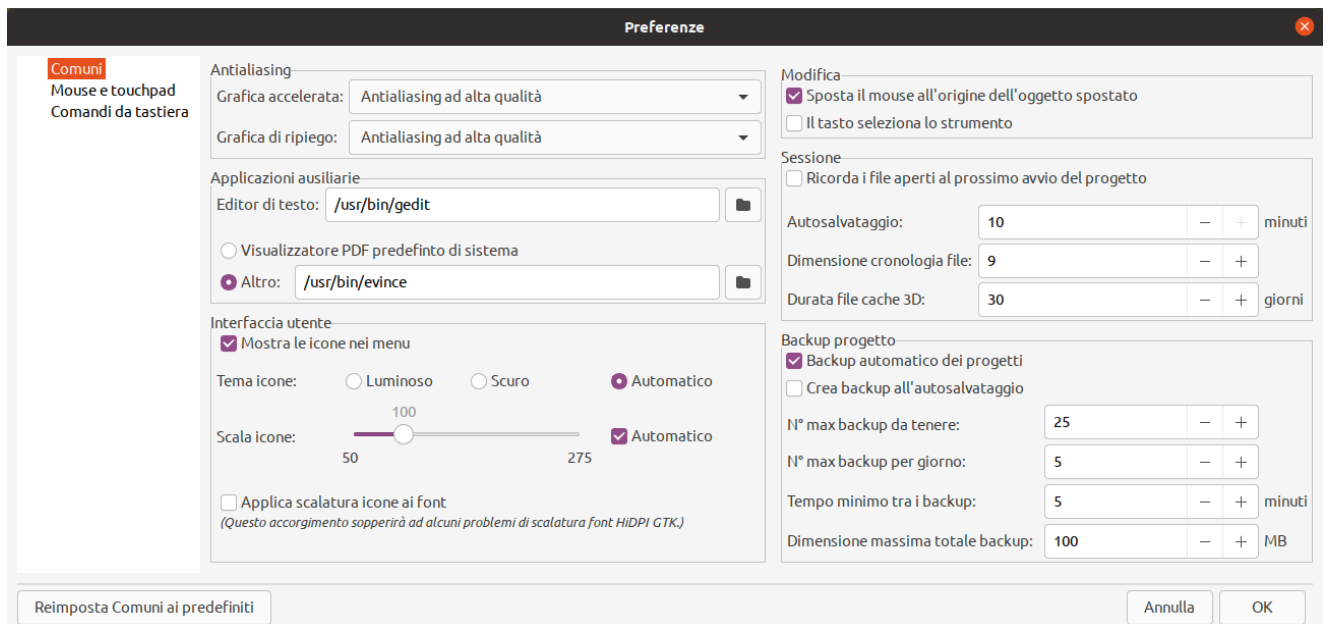 Preferenze
Comuni
Mouse e touchpad
Comandi da tastiera
Antialiasing
Grafica accelerata: Antialiasing ad alta qualità
Grafica di ripiego: Antialiasing ad alta qualità
Applicazioni ausiliarie
Editor di testo: /usr/bin/gedit
Visualizzatore PDF predefinto di sistema
Altro: /usr/bin/evince
Interfaccia utente
Mostra le icone nei menu
Tema icone: Luminoso Scuro Automatico
100
Scala icone: Automatico
50 275
Applica scalatura icone ai font
(Questo accorgimento sopperirà ad alcuni problemi di scalatura font HiDPI GTK.)
Modifica
Sposta il mouse all'origine dell'oggetto spostato
Il tasto seleziona lo strumento
Sessione
Ricorda i file aperti al prossimo avvio del progetto
Autosalvataggio: 10 − + minuti
Dimensione cronologia file: 9 − +
Durata file cache 3D: 30 − + giorni
Backup progetto
Backup automatico dei progetti
Crea backup all'autosalvataggio
N° max backup da tenere: 25 − +
N° max backup per giorno: 5 − +
Tempo minimo tra i backup: 5 − + minuti
Dimensione massima totale backup: 100 − + MB
Reimposta Comuni ai predefiniti
Annulla OK